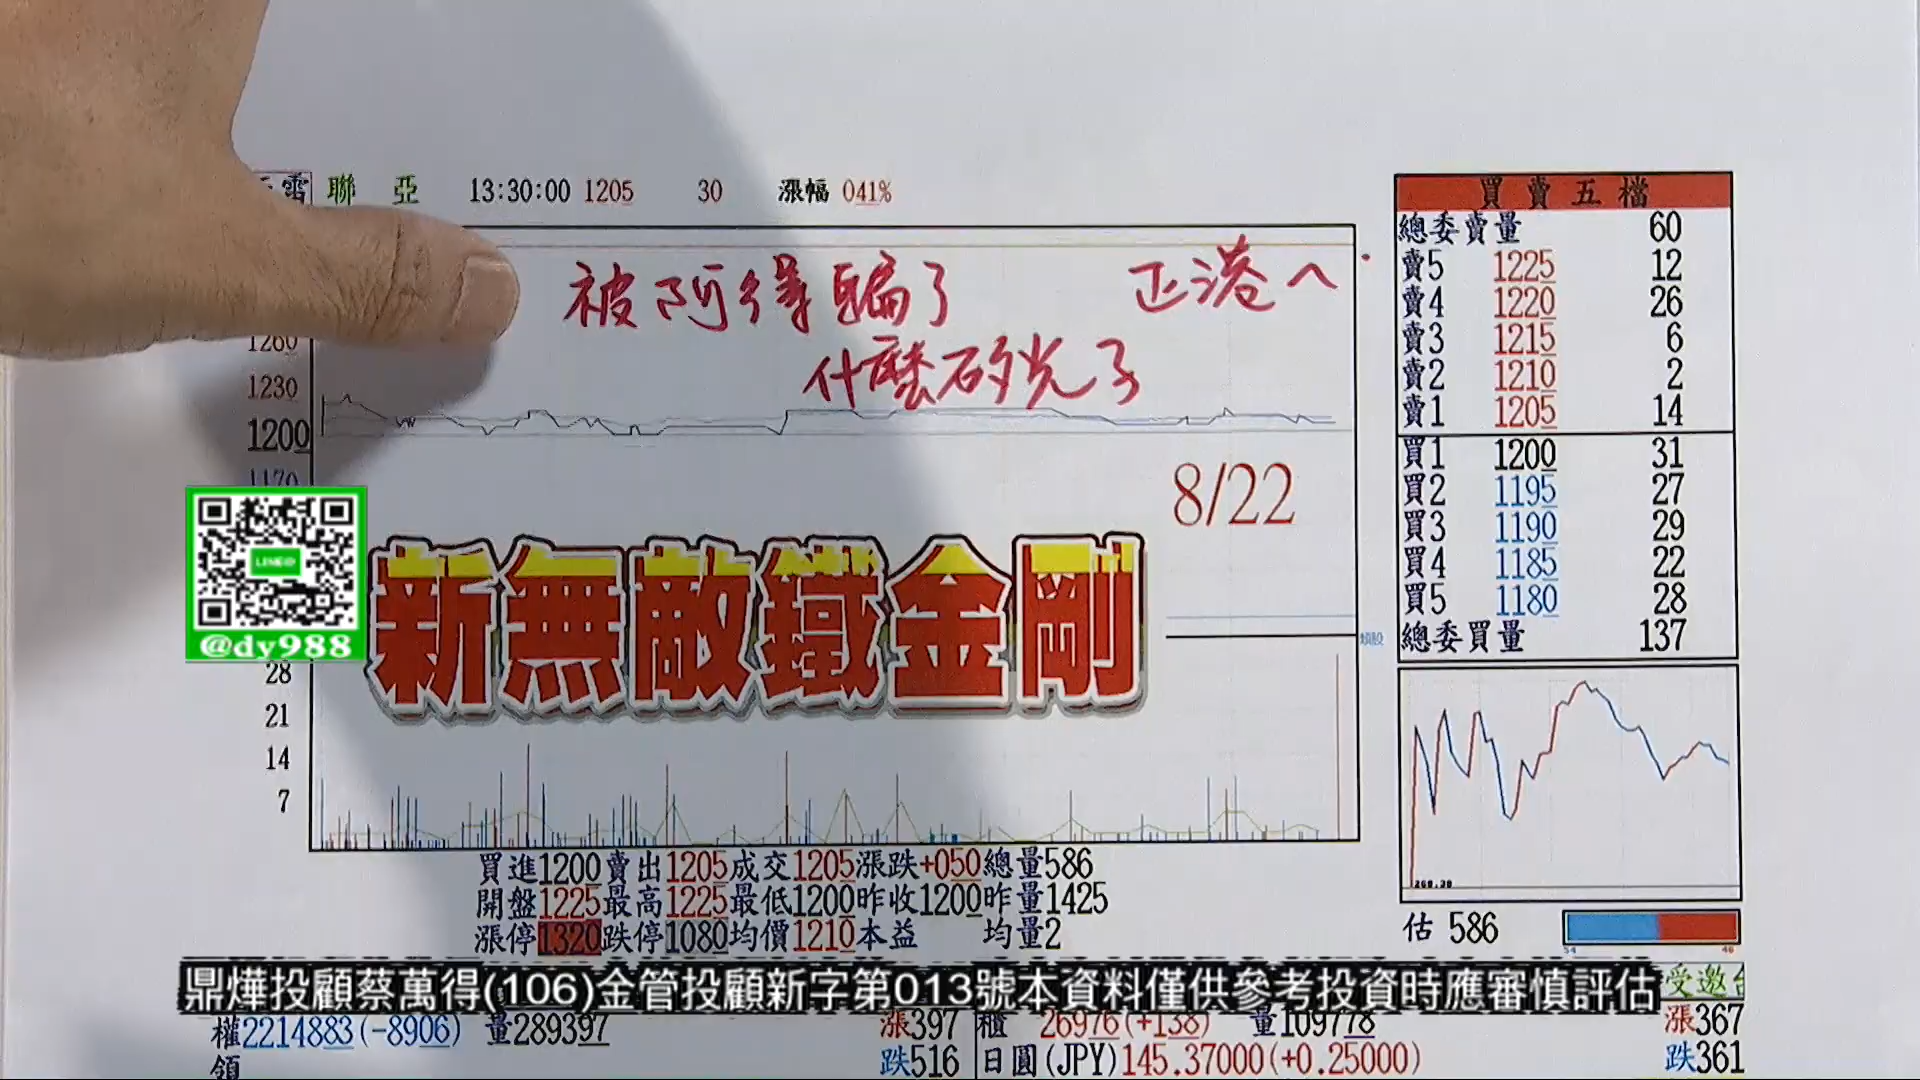 雷 聯 亞 13:30:00 1205 30 漲幅 041%
被阿得騙了 正港ㄟ
什麼矽光子
1260
1230
1200
1170
8/22
LINE@
@dy988
新無敵鐵金剛
28
21
14
7
買進1200賣出1205成交1205漲跌+050總量586
開盤1225最高1225最低1200昨收1200昨量1425
漲停1320跌停1080均價1210本益 均量2
買賣五檔
總委賣量 60
賣5 1225 12
賣4 1220 26
賣3 1215 6
賣2 1210 2
賣1 1205 14
買1 1200 31
買2 1195 27
買3 1190 29
買4 1185 22
買5 1180 28
總委買量 137
268.30
估 586
54 46
鼎燁投顧蔡萬得(106)金管投顧新字第013號本資料僅供參考投資時應審慎評估
受邀
權2214883(-8906) 量289397 漲397 櫃 26976(+138) 量109778 漲367
領 跌516 日圓(JPY)145.37000(+0.25000) 跌361